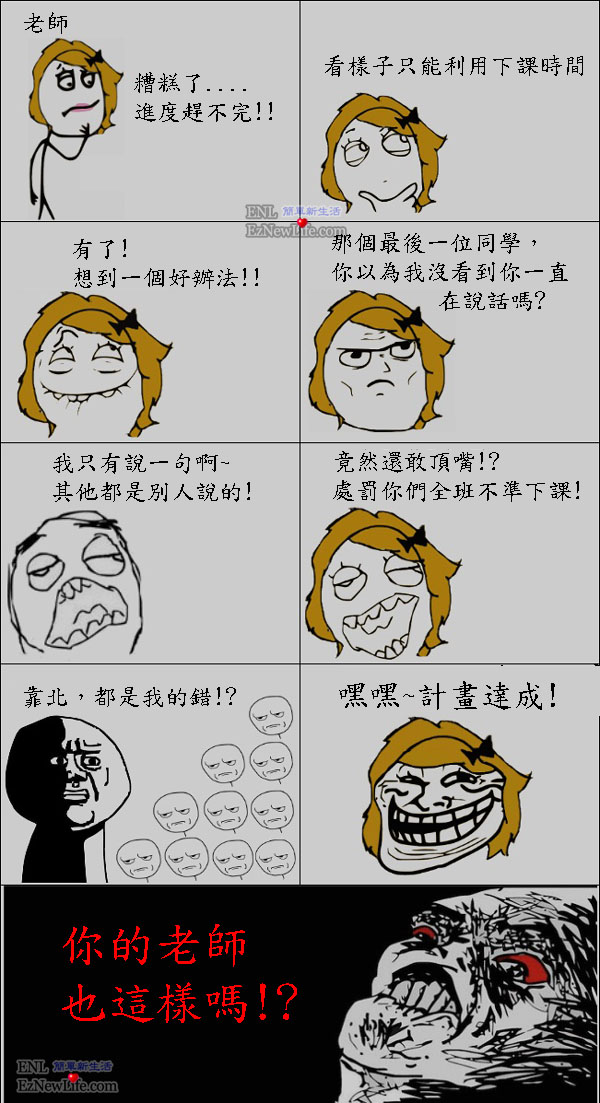 老師
糟糕了....
進度趕不完!!
看樣子只能利用下課時間
ENL 簡單新生活
EzNewLife.com
有了!
想到一個好辦法!!
那個最後一位同學，
你以為我沒看到你一直
在說話嗎?
我只有說一句啊~
其他都是別人說的!
竟然還敢頂嘴!?
處罰你們全班不準下課!
靠北，都是我的錯!?
嘿嘿~計畫達成!
你的老師
也這樣嗎!?
ENL 簡單新生活
EzNewLife.com